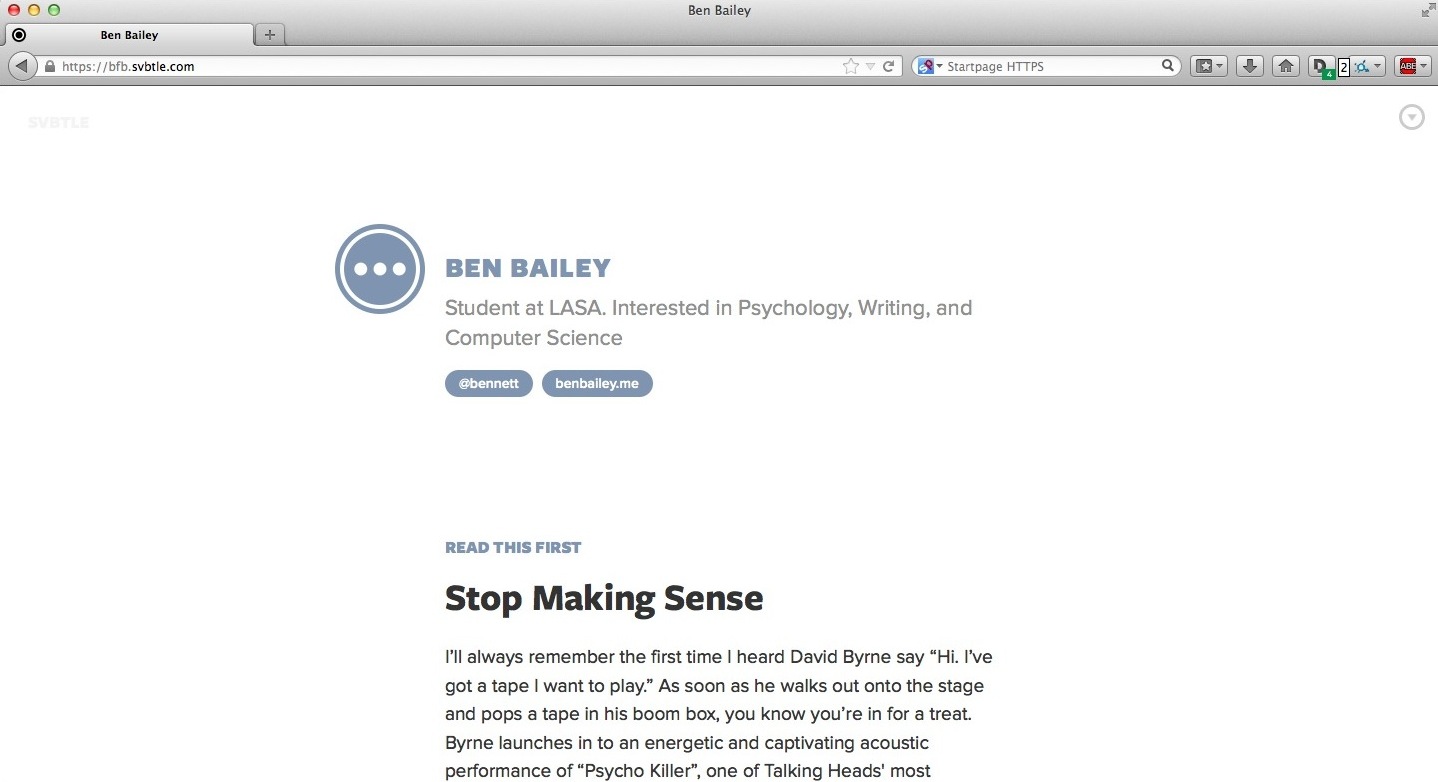 Ben Bailey
Ben Bailey
https://bfb.svbtle.com
Startpage HTTPS
D
4
2
ABE
SVBTLE
BEN BAILEY
Student at LASA. Interested in Psychology, Writing, and
Computer Science
@bennett benbailey.me
READ THIS FIRST
Stop Making Sense
I’ll always remember the first time I heard David Byrne say “Hi. I’ve
got a tape I want to play.” As soon as he walks out onto the stage
and pops a tape in his boom box, you know you’re in for a treat.
Byrne launches in to an energetic and captivating acoustic
performance of “Psycho Killer”, one of Talking Heads' most